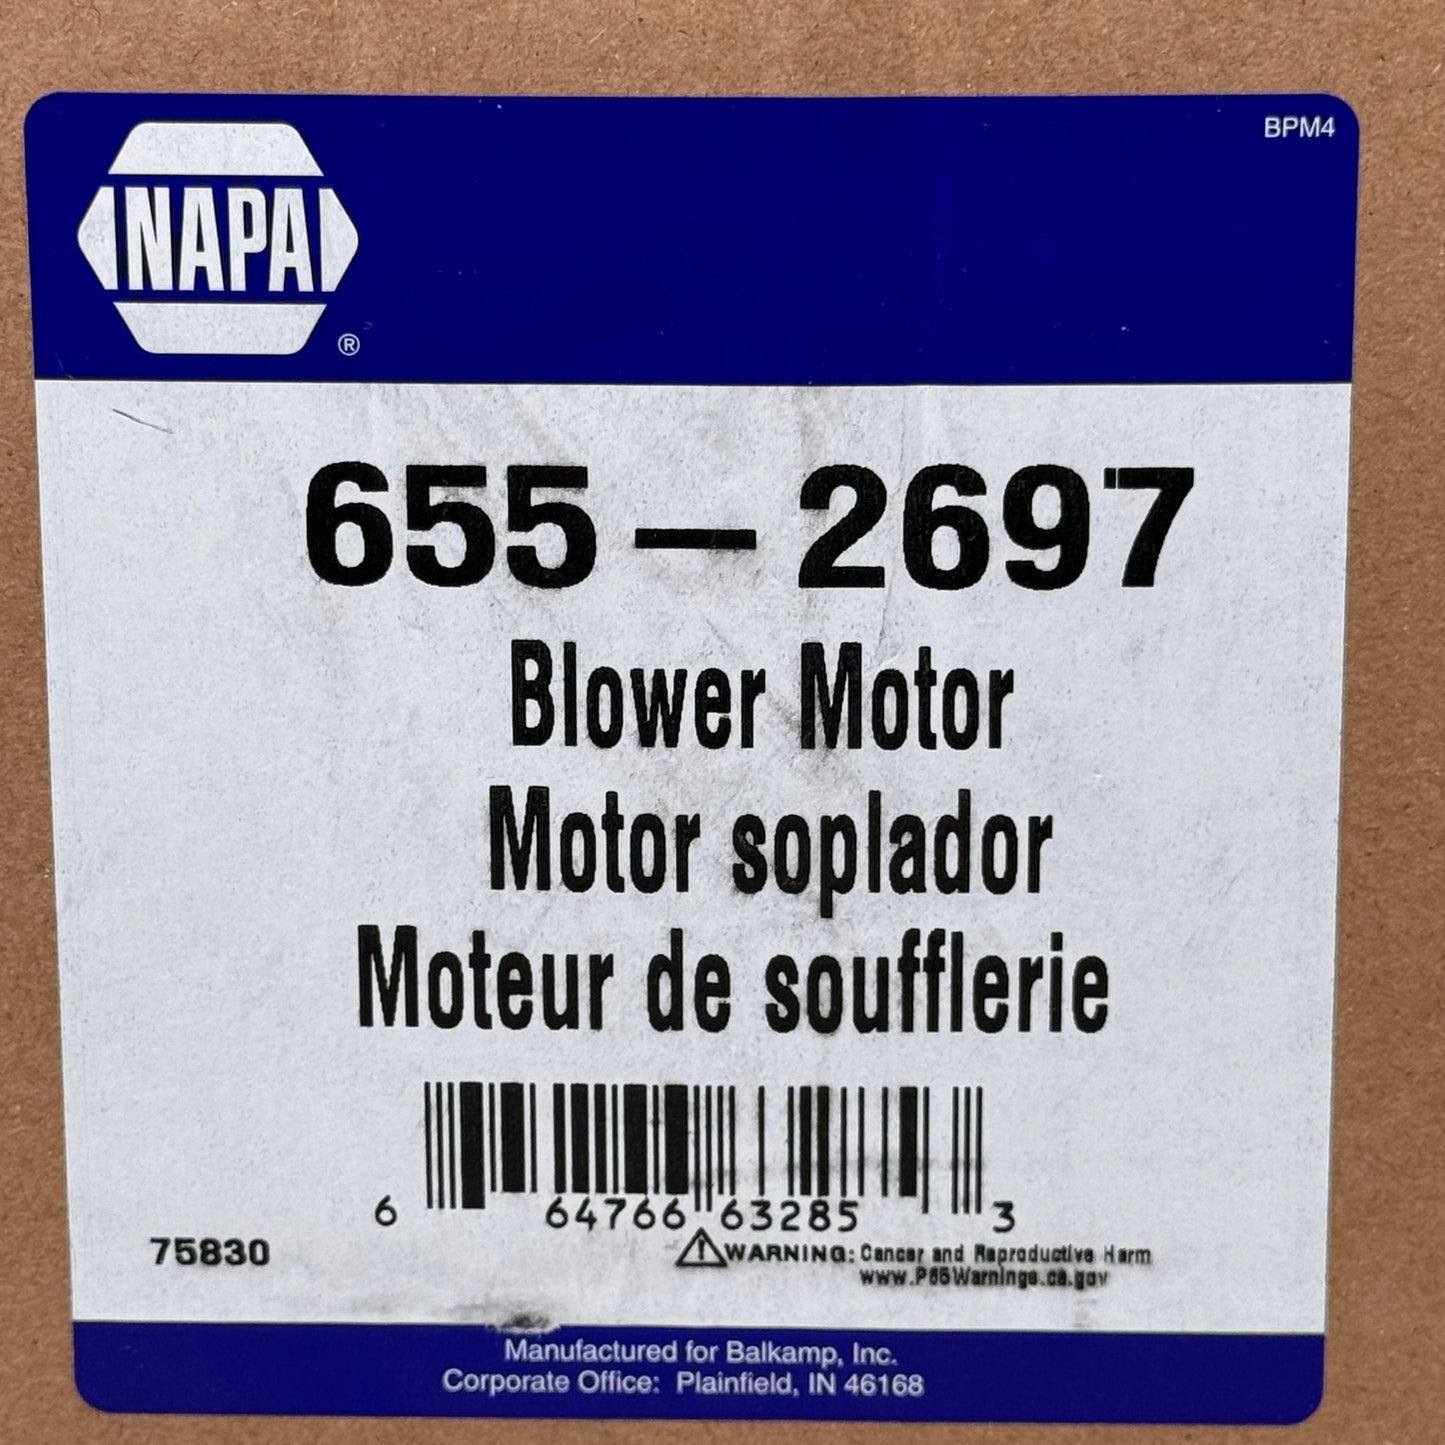 BPM4
NAPA
®
655-2697
Blower Motor
Motor soplador
Moteur de soufflerie
6 64766 63285 3
75830
WARNING: Cancer and Reproductive Harm
www.P65Warnings.ca.gov
Manufactured for Balkamp, Inc.
Corporate Office: Plainfield, IN 46168